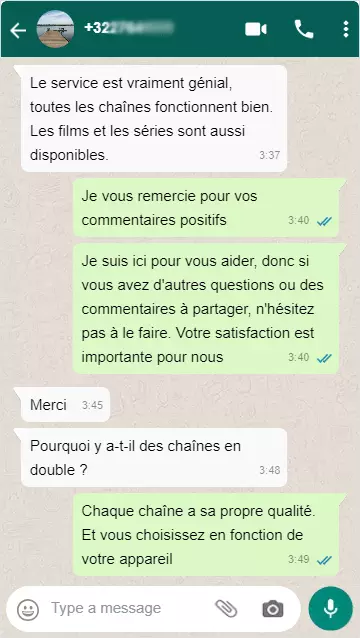 +32
Le service est vraiment génial,
toutes les chaînes fonctionnent bien.
Les films et les séries sont aussi
disponibles.
3:37
Je vous remercie pour vos
commentaires positifs
3:40
Je suis ici pour vous aider, donc si
vous avez d'autres questions ou des
commentaires à partager, n'hésitez
pas à le faire. Votre satisfaction est
importante pour nous
3:40
Merci 3:45
Pourquoi y a-t-il des chaînes en
double ?
3:48
Chaque chaîne a sa propre qualité.
Et vous choisissez en fonction de
votre appareil
3:49
Type a message